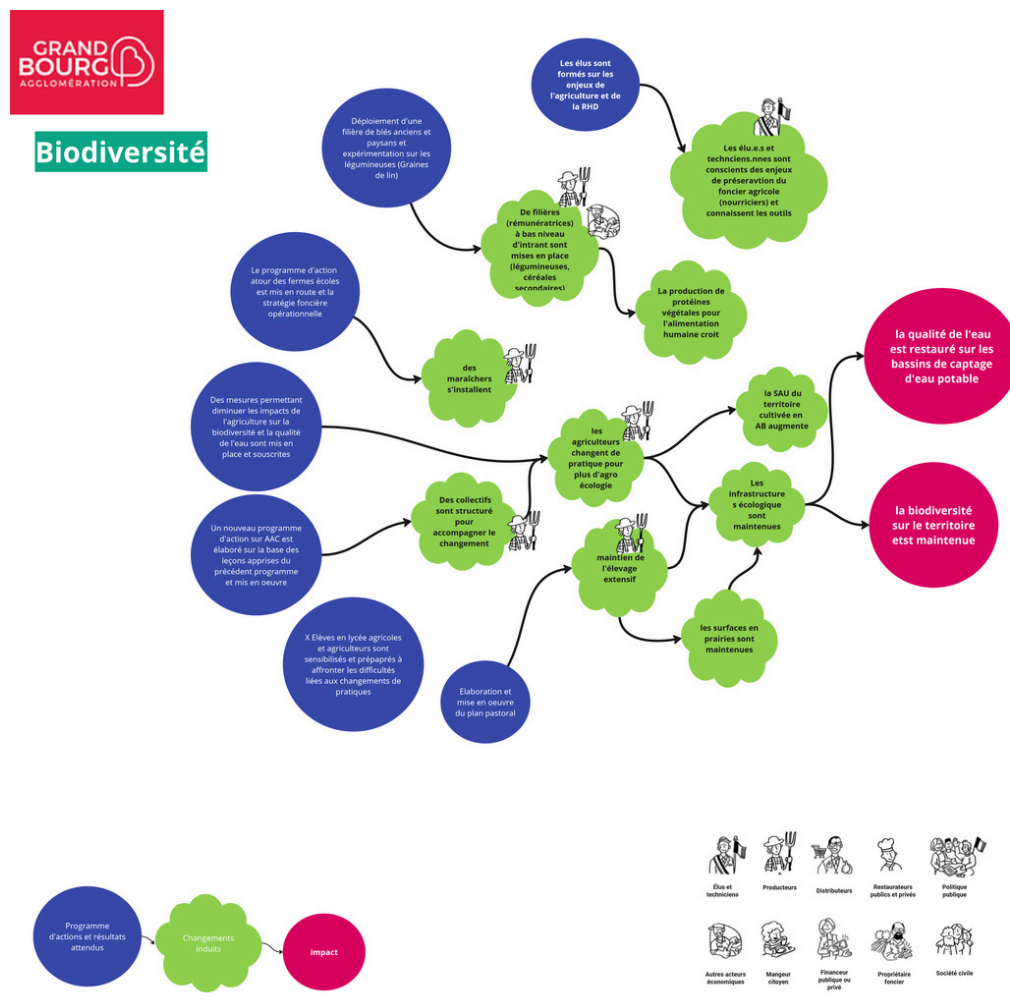 GRAND
BOURG
AGGLOMÉRATION
Biodiversité
Les élus sont
formés sur les
enjeux de
l'agriculture et de
la RHD
Déploiement d'une
filière de blés anciens et
paysans et
expérimentation sur les
légumineuses (Graines
de lin)
Les élu.e.s et
technciens.nnes sont
conscients des enjeux
de préseravtion du
foncier agricole
(nourriciers) et
connaissent les outils
De filières
(rémunératrices)
à bas niveau
d'intrant sont
mises en place
(légumineuses,
céréales
secondaires)
Le programme d'action
atour des fermes écoles
est mis en route et la
stratégie foncière
opérationnelle
La production de
protéines
végétales pour
l'alimentation
humaine croit
la qualité de l'eau
est restauré sur les
bassins de captage
d'eau potable
des
maraîchers
s'installent
Des mesures permettant
diminuer les impacts de
l'agriculture sur la
biodiversité et la qualité
de l'eau sont mis en
place et souscrites
la SAU du
territoire
cultivée en
AB augmente
les
agriculteurs
changent de
pratique pour
plus d'agro
écologie
Des collectifs
sont structuré
pour
accompagner le
changement
Les
infrastructure
s écologique
sont
maintenues
la biodiversité
sur le territoire
etst maintenue
Un nouveau programme
d'action sur AAC est
élaboré sur la base des
leçons apprises du
précédent programme
et mis en oeuvre
maintien de
l'élevage
extensif
X Elèves en lycée agricoles
et agriculteurs sont
sensibilisés et prépaprés à
affronter les difficultés
liées aux changements de
pratiques
les surfaces en
prairies sont
maintenues
Elaboration et
mise en oeuvre
du plan pastoral
Programme
d'actions et résultats
attendus
Changements
induits
impact
Élus et
techniciens
Producteurs
Distributeurs
Restaurateurs
publics et privés
Politique
publique
Autres acteurs
économiques
Mangeur
citoyen
Financeur
publique ou
privé
Propriétaire
foncier
Société civile